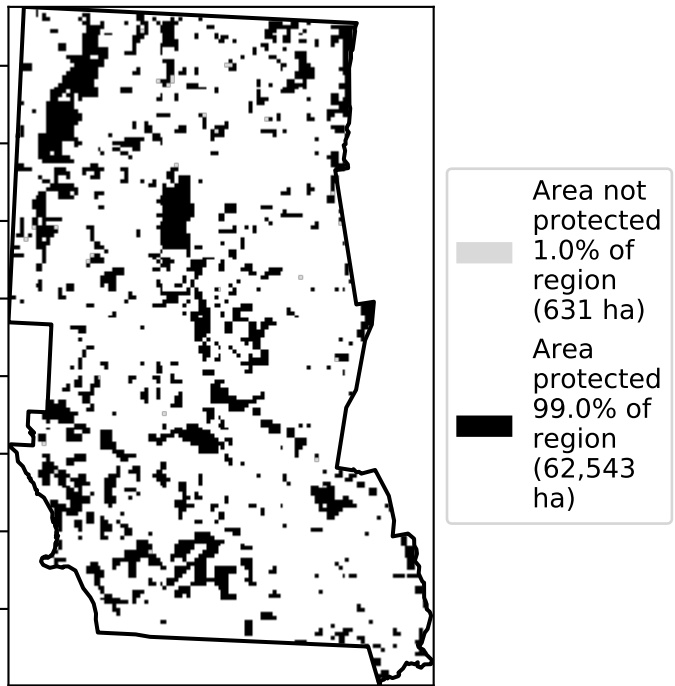 Area not
protected
1.0% of
region
(631 ha)
Area
protected
99.0% of
region
(62,543
ha)